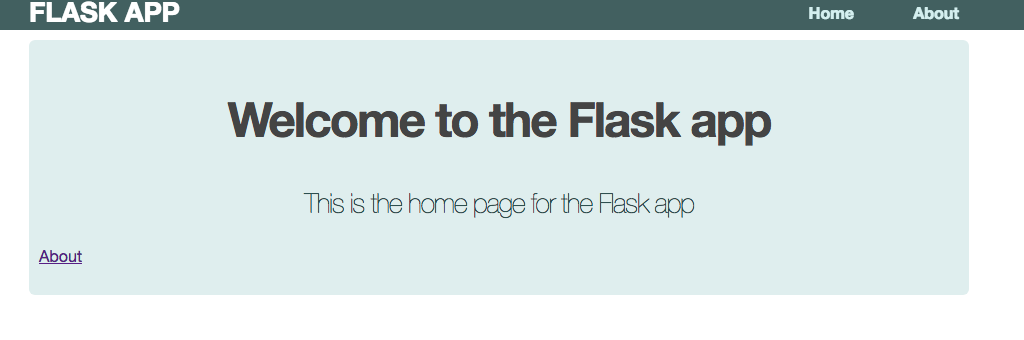 FLASK APP
Home About
Welcome to the Flask app
This is the home page for the Flask app
About